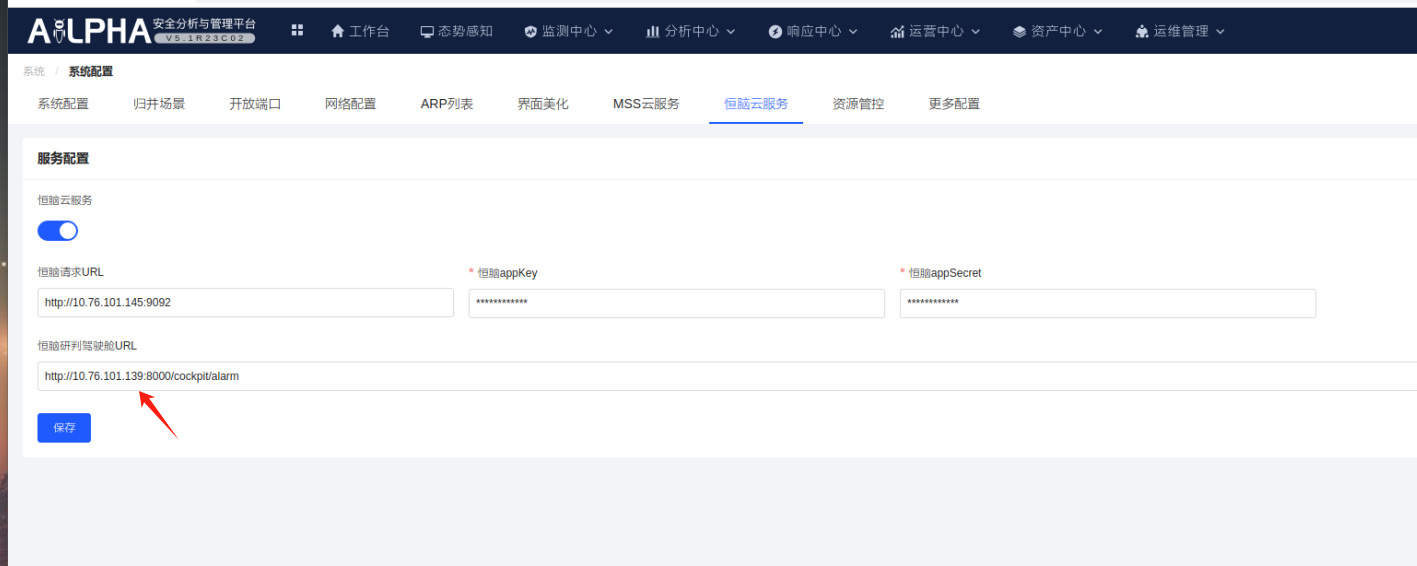 AiLPHA 安全分析与管理平台
V5.1R23C02
工作台 态势感知 监测中心 分析中心 响应中心 运营中心 资产中心 运维管理
系统 / 系统配置
系统配置 归并场景 开放端口 网络配置 ARP列表 界面美化 MSS云服务 恒脑云服务 资源管控 更多配置
服务配置
恒脑云服务
恒脑请求URL * 恒脑appKey * 恒脑appSecret
http://10.76.101.145:9092 ************ ************
恒脑研判驾驶舱URL
http://10.76.101.139:8000/cockpit/alarm
保存